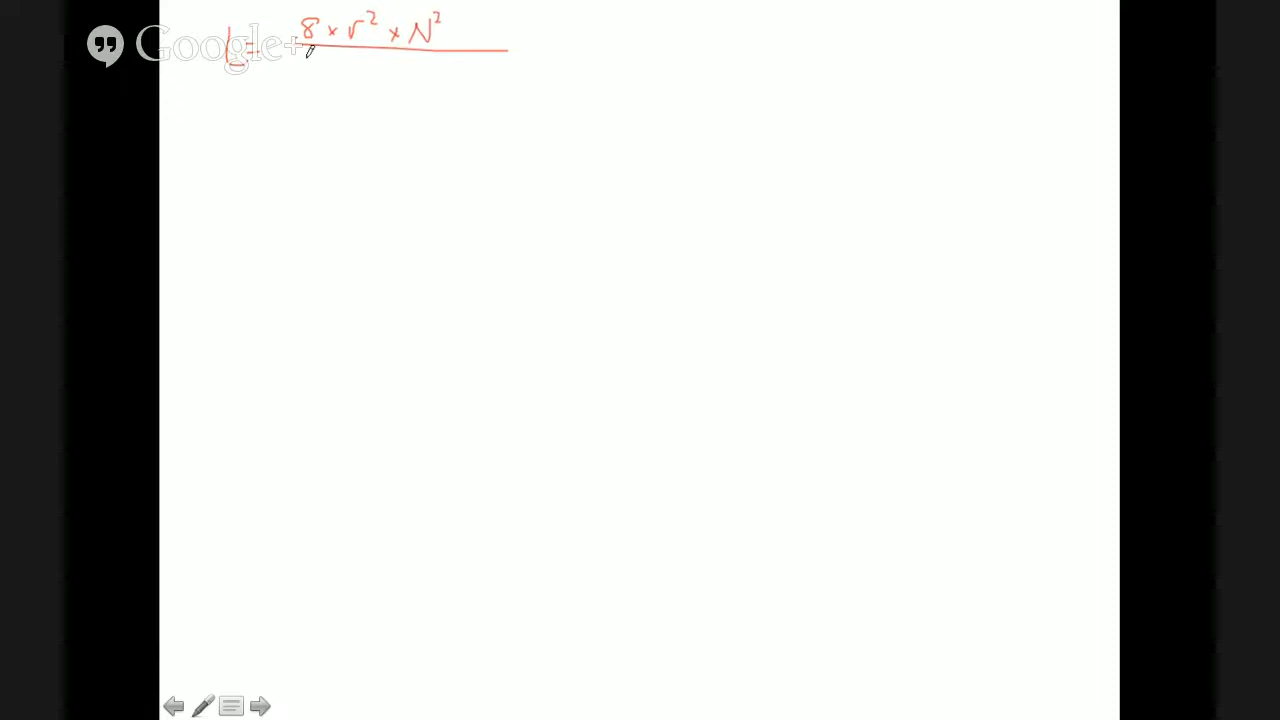 L = 8 × r² × N²
Google+